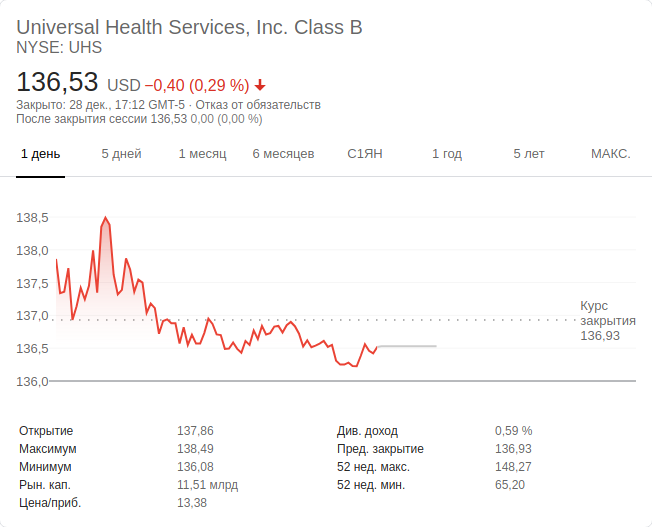 Universal Health Services, Inc. Class B
NYSE: UHS
136,53 USD −0,40 (0,29 %)
Закрыто: 28 дек., 17:12 GMT-5 · Отказ от обязательств
После закрытия сессии 136,53 0,00 (0,00 %)
1 день 5 дней 1 месяц 6 месяцев С1ЯН 1 год 5 лет МАКС.
138,5
138,0
137,5
137,0
136,5
136,0
Курс
закрытия
136,93
Открытие 137,86 Див. доход 0,59 %
Максимум 138,49 Пред. закрытие 136,93
Минимум 136,08 52 нед. макс. 148,27
Рын. кап. 11,51 млрд 52 нед. мин. 65,20
Цена/приб. 13,38